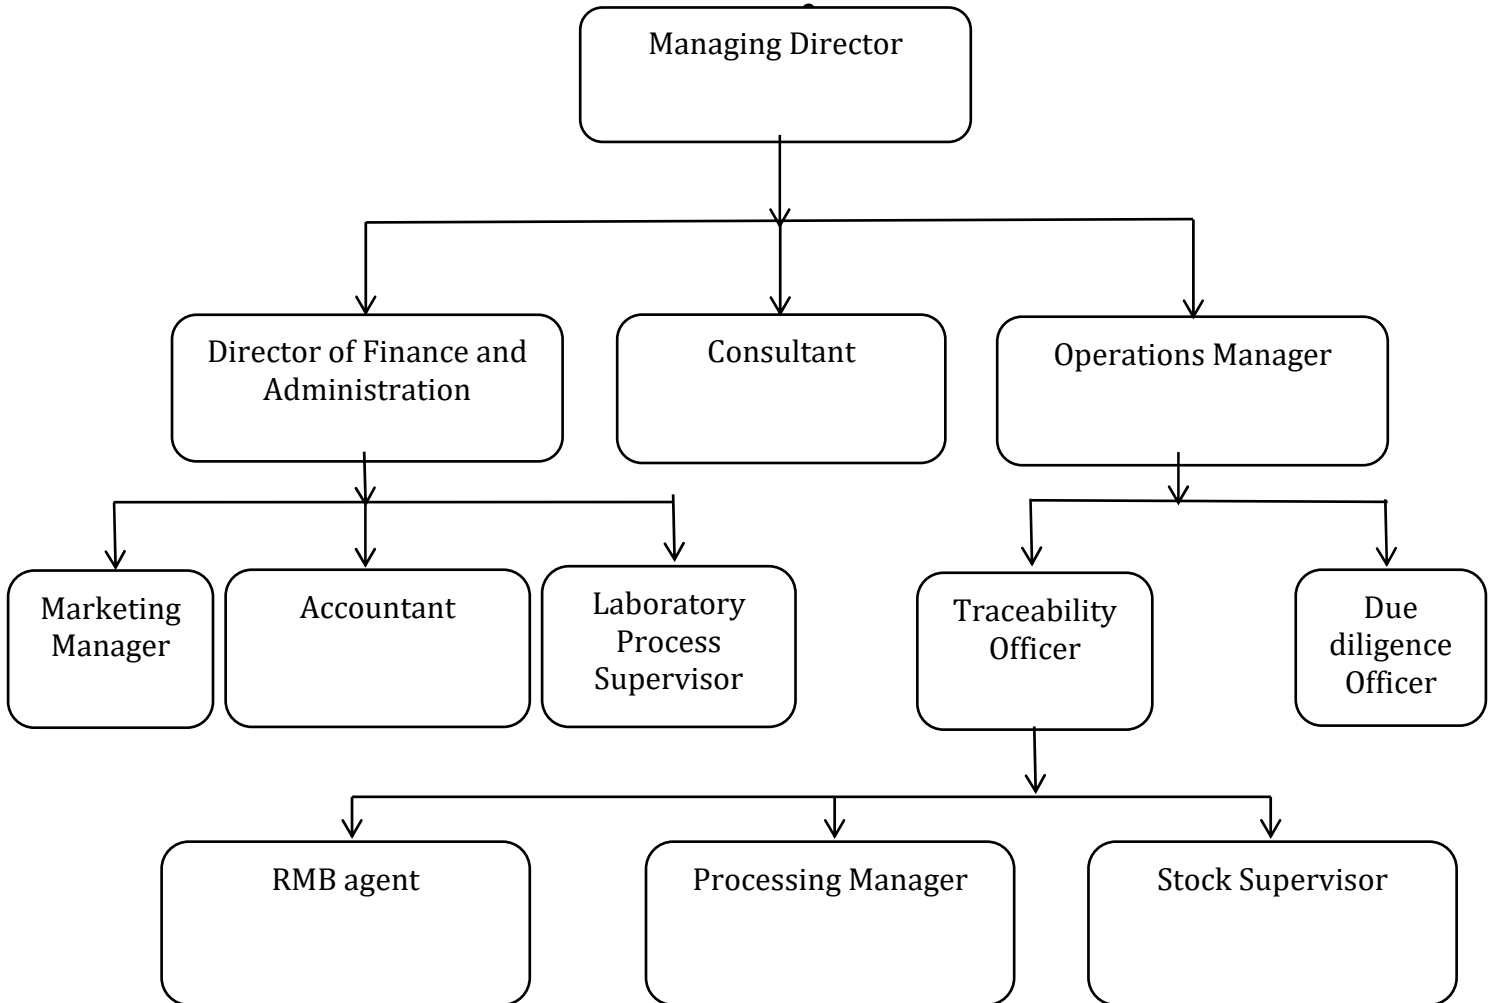 Managing Director
Director of Finance and
Administration
Consultant
Operations Manager
Marketing
Manager
Accountant
Laboratory
Process
Supervisor
Traceability
Officer
Due
diligence
Officer
RMB agent
Processing Manager
Stock Supervisor